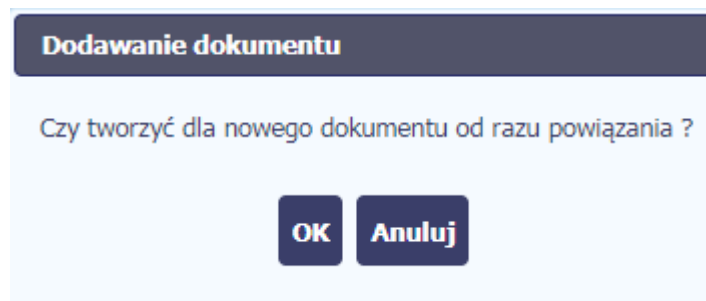 Dodawanie dokumentu
Czy tworzyć dla nowego dokumentu od razu powiązania ?
OK Anuluj